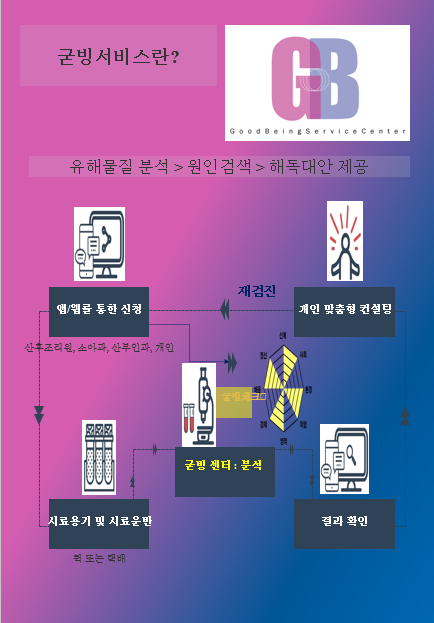 굳빙서비스란?
GB
GoodBeingServiceCenter
유해물질 분석 > 원인검색 > 해독대안 제공
재검진
앱/웹를 통한 신청
개인 맞춤형 컨설팅
산후조리원, 소아과, 산부인과, 개인
굳빙 센터 : 분석
시료용기 및 시료운반
결과 확인
퀵 또는 택배